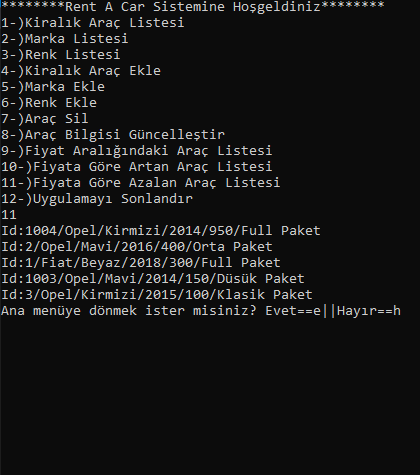 ********Rent A Car Sistemine Hoşgeldiniz********
1-)Kiralık Araç Listesi
2-)Marka Listesi
3-)Renk Listesi
4-)Kiralık Araç Ekle
5-)Marka Ekle
6-)Renk Ekle
7-)Araç Sil
8-)Araç Bilgisi Güncelleştir
9-)Fiyat Aralığındaki Araç Listesi
10-)Fiyata Göre Artan Araç Listesi
11-)Fiyata Göre Azalan Araç Listesi
12-)Uygulamayı Sonlandır
11
Id:1004/Opel/Kirmizi/2014/950/Full Paket
Id:2/Opel/Mavi/2016/400/Orta Paket
Id:1/Fiat/Beyaz/2018/300/Full Paket
Id:1003/Opel/Mavi/2014/150/Düsük Paket
Id:3/Opel/Kirmizi/2015/100/Klasik Paket
Ana menüye dönmek ister misiniz? Evet==e||Hayır==h